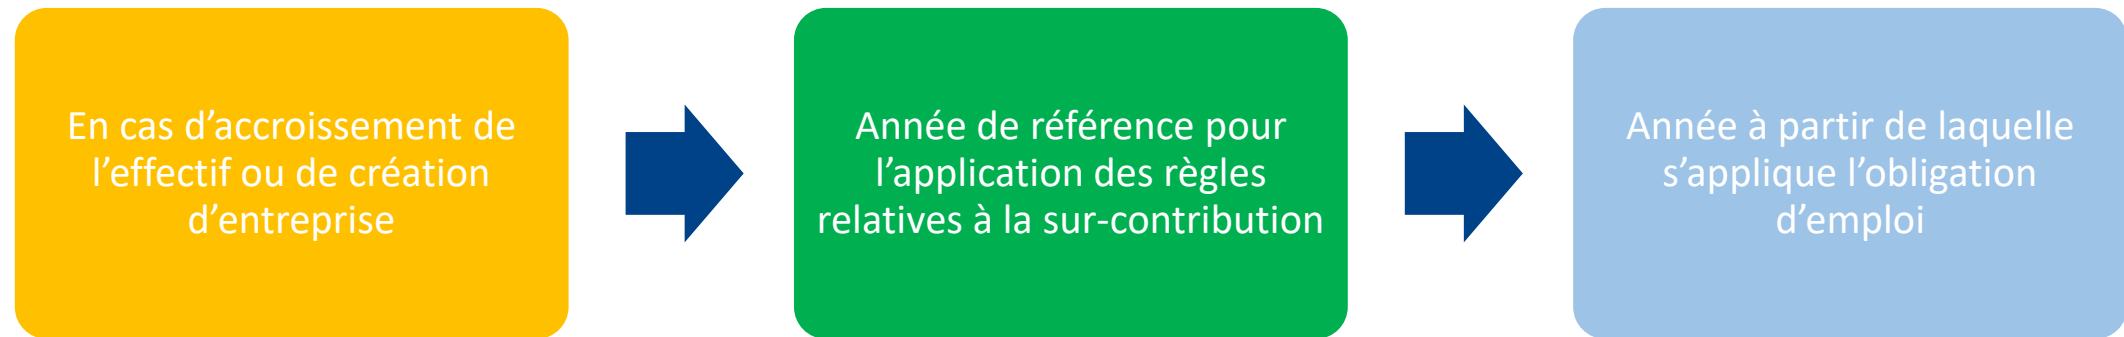 En cas d’accroissement de
l’effectif ou de création
d’entreprise
Année de référence pour
l’application des règles
relatives à la sur-contribution
Année à partir de laquelle
s’applique l’obligation
d’emploi